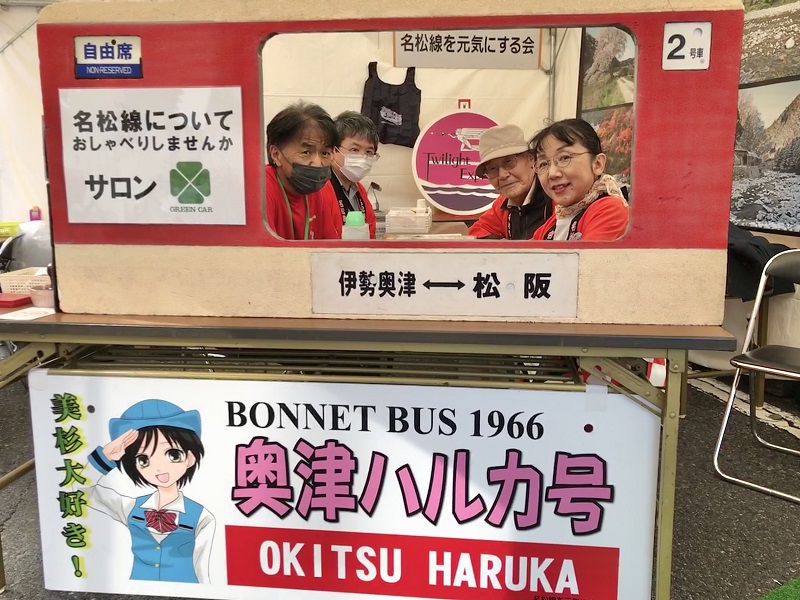 自由席
NON-RESERVED
名松線を元気にする会
2号車
名松線について
おしゃべりしませんか
サロン
GREEN CAR
Twilight
伊勢奥津⟷松阪
美杉大好き!
BONNET BUS 1966
奥津ハルカ号
OKITSU HARUKA